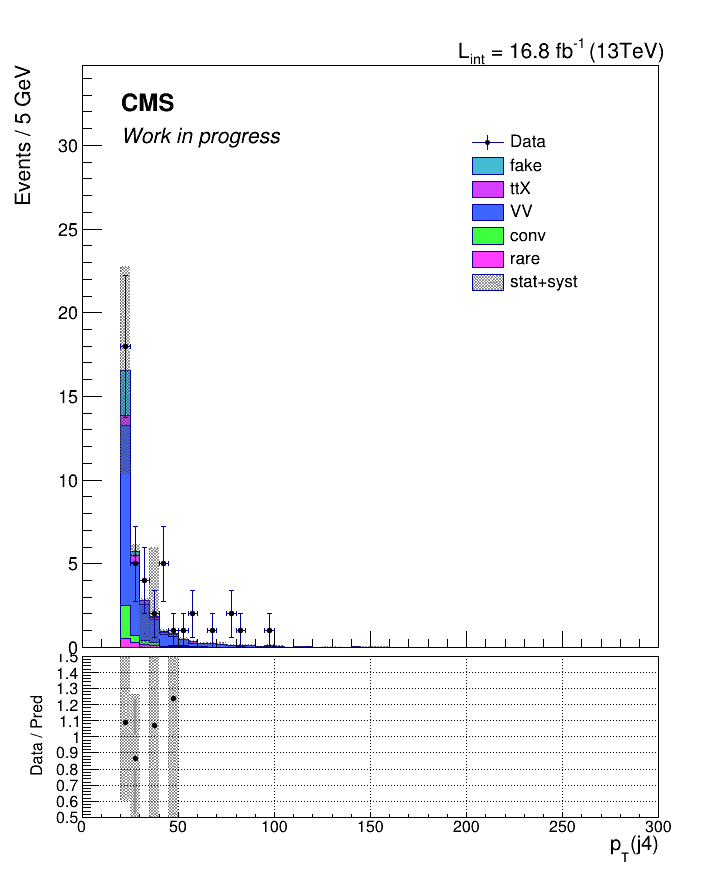 L_int = 16.8 fb^-1 (13TeV)
CMS
Work in progress
Events / 5 GeV
Data
fake
ttX
VV
conv
rare
stat+syst
30
25
20
15
10
5
0
Data / Pred
1.5
1.4
1.3
1.2
1.1
1
0.9
0.8
0.7
0.6
0.5
0 50 100 150 200 250 300
p_T(j4)